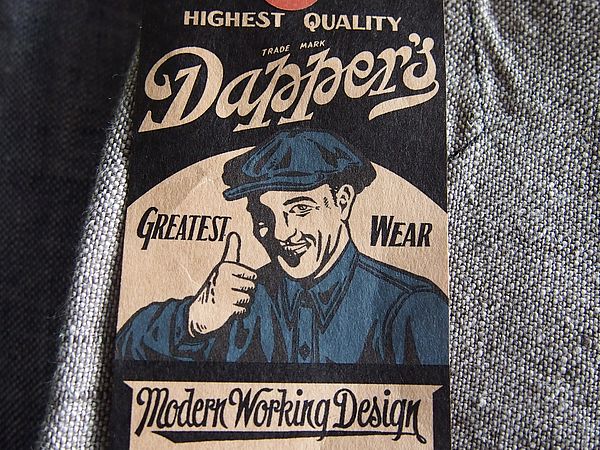 HIGHEST QUALITY
TRADE MARK
Dapper's
GREATEST WEAR
Modern Working Design